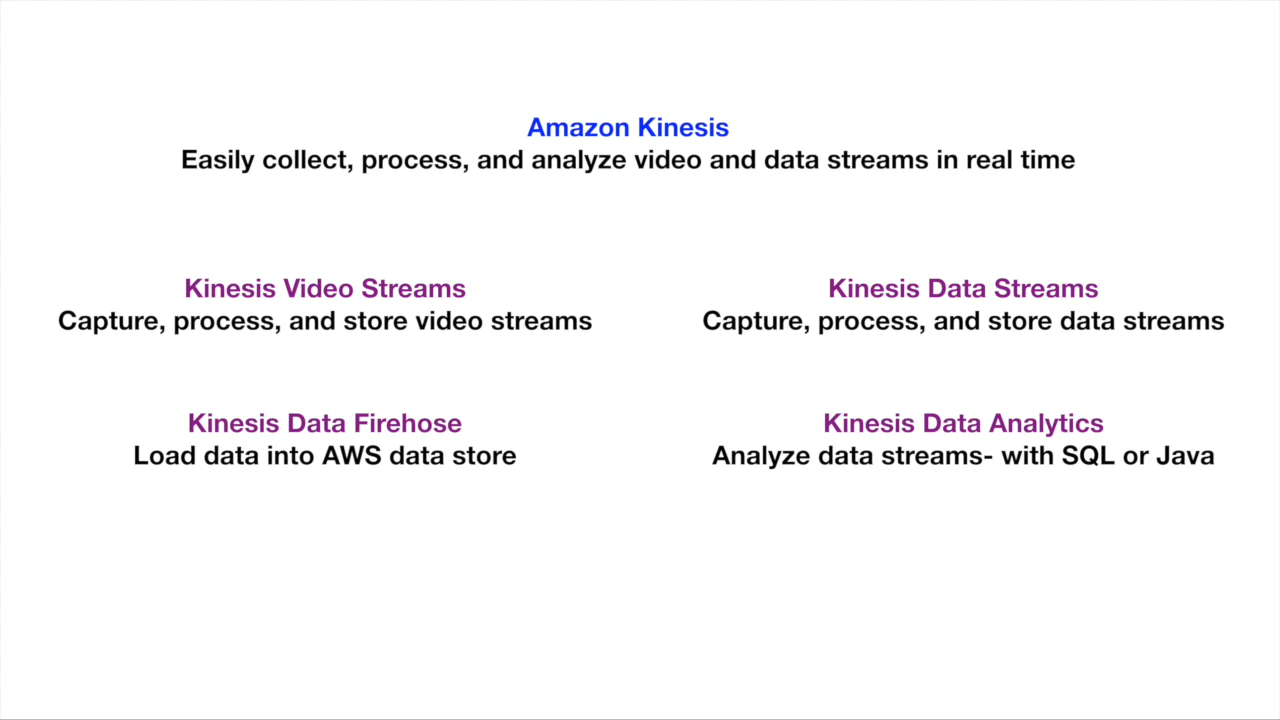 Amazon Kinesis
Easily collect, process, and analyze video and data streams in real time
Kinesis Video Streams
Capture, process, and store video streams
Kinesis Data Streams
Capture, process, and store data streams
Kinesis Data Firehose
Load data into AWS data store
Kinesis Data Analytics
Analyze data streams- with SQL or Java